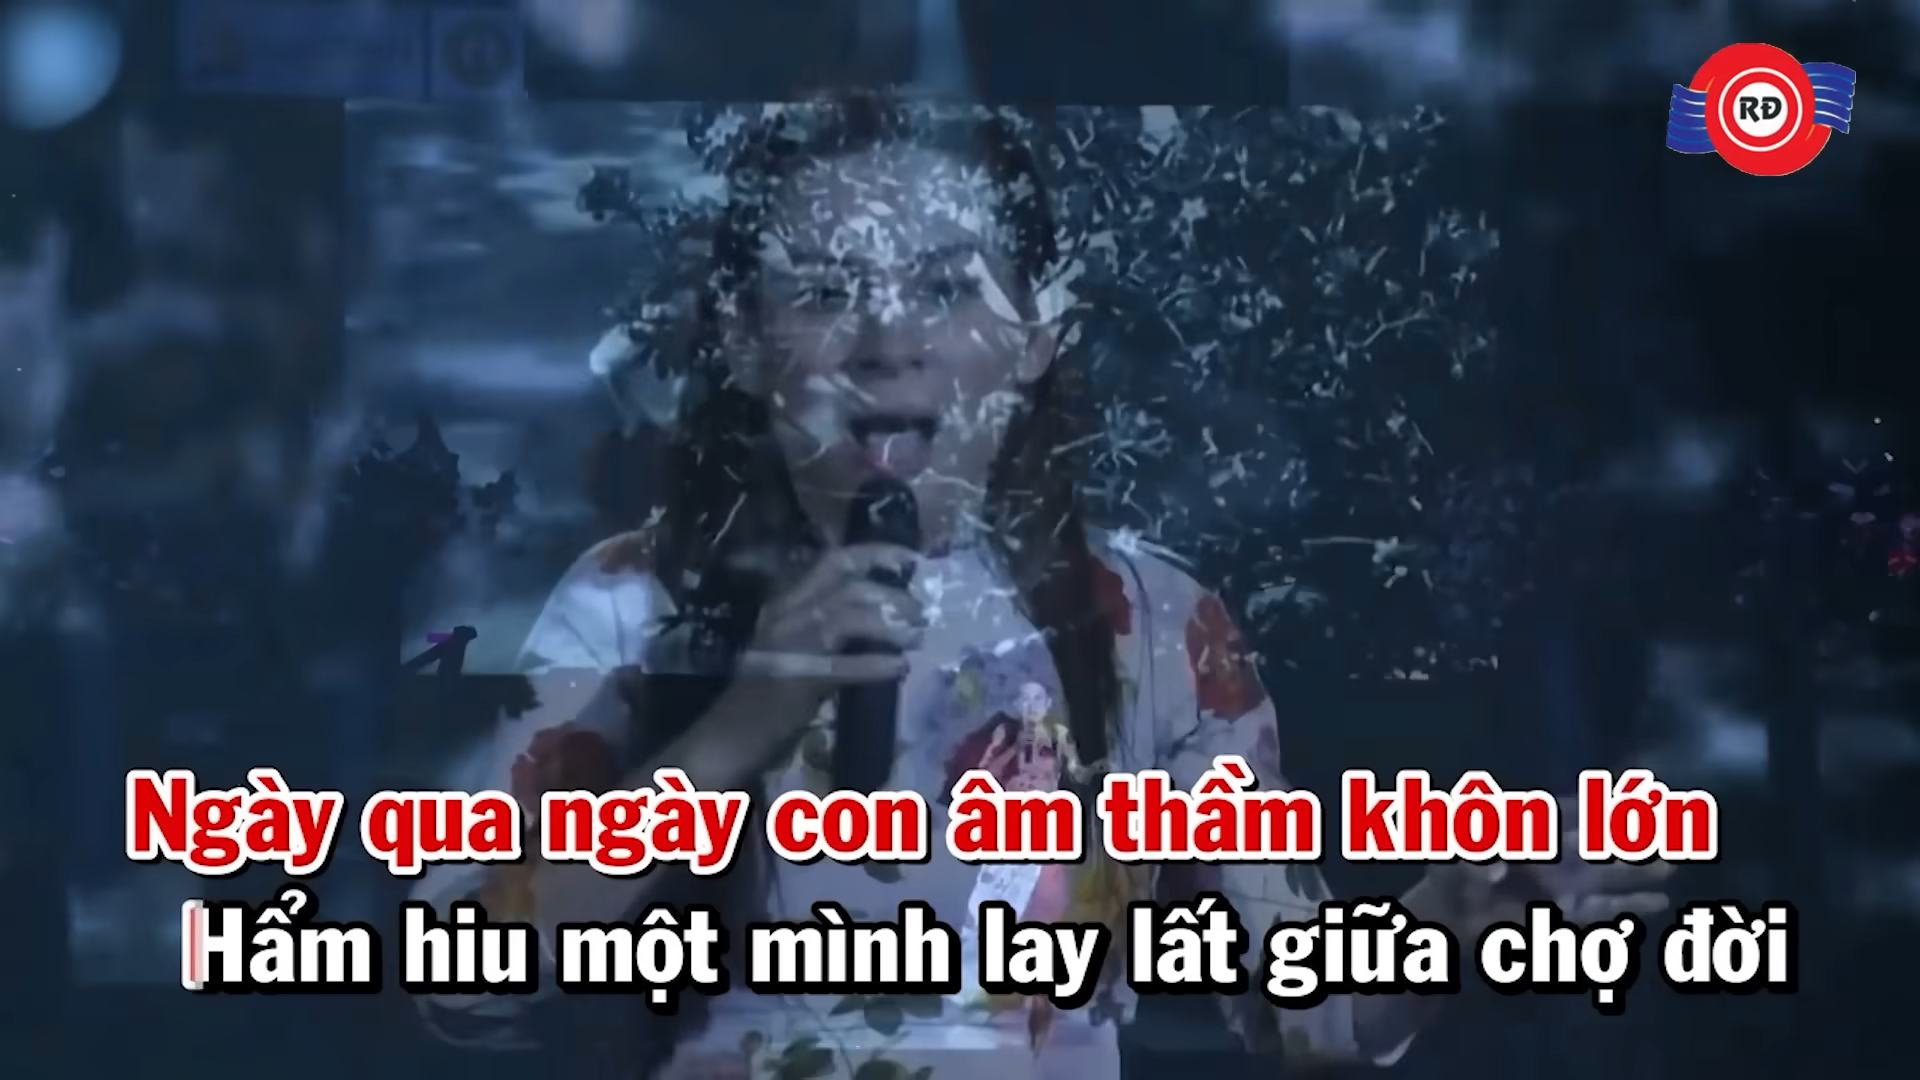 RĐ
Ngày qua ngày con âm thầm khôn lớn
Hẩm hiu một mình lay lất giữa chợ đời